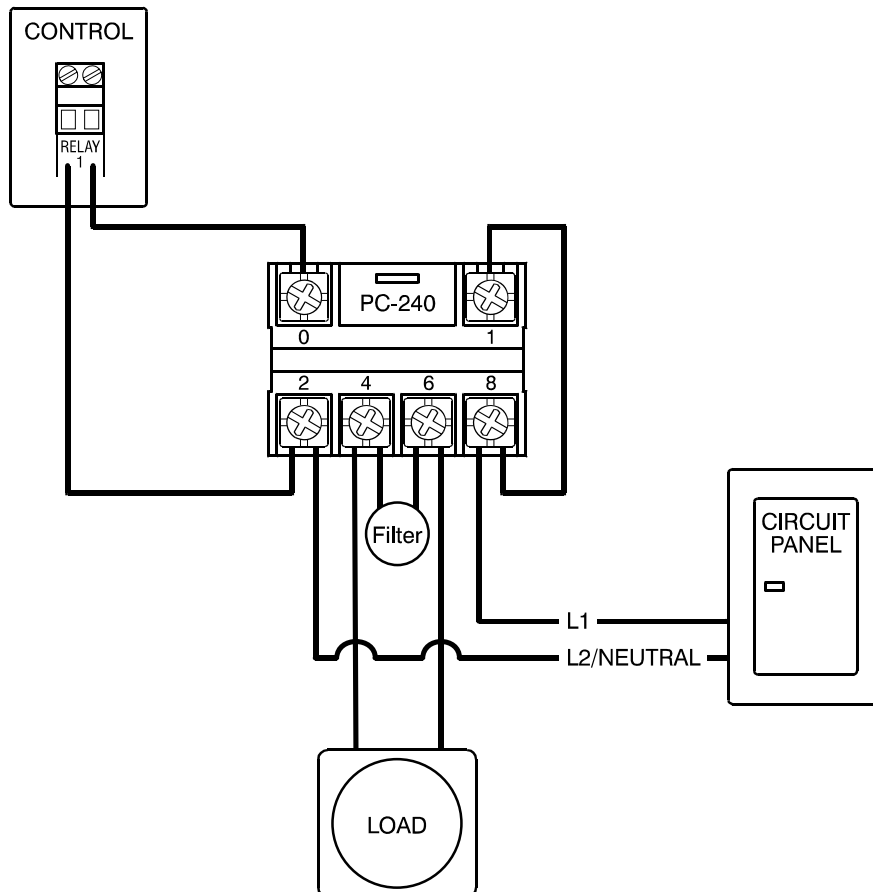 CONTROL
RELAY
1
PC-240
0 1
2 4 6 8
Filter
CIRCUIT
PANEL
L1
L2/NEUTRAL
LOAD